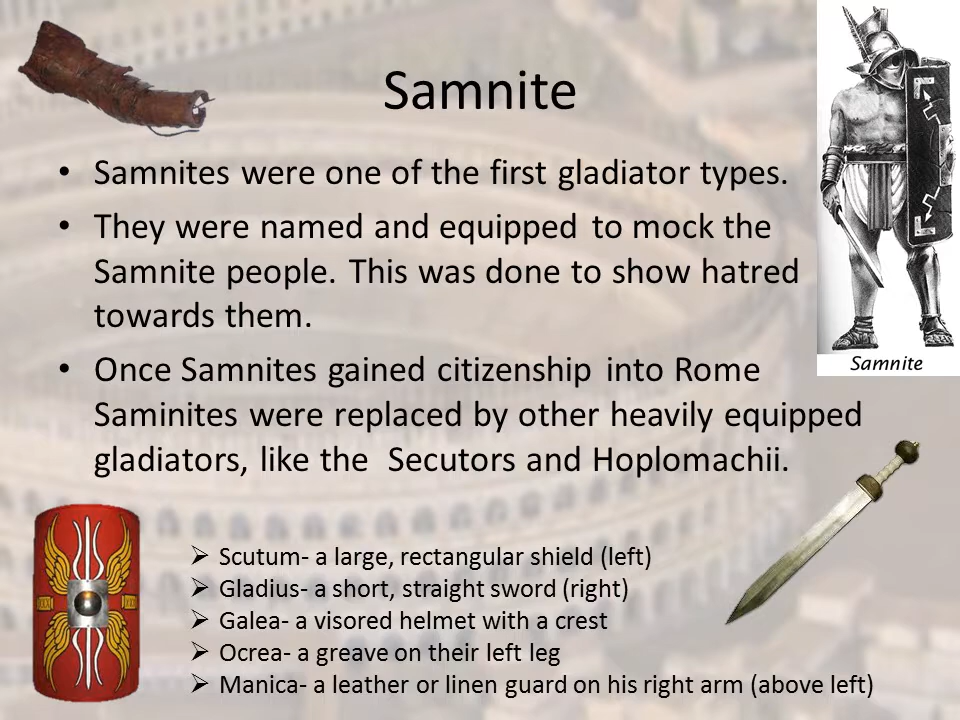 Samnite
• Samnites were one of the first gladiator types.
• They were named and equipped to mock the
Samnite people. This was done to show hatred
towards them.
Samnite
• Once Samnites gained citizenship into Rome
Saminites were replaced by other heavily equipped
gladiators, like the  Secutors and Hoplomachii.
➢ Scutum- a large, rectangular shield (left)
➢ Gladius- a short, straight sword (right)
➢ Galea- a visored helmet with a crest
➢ Ocrea- a greave on their left leg
➢ Manica- a leather or linen guard on his right arm (above left)